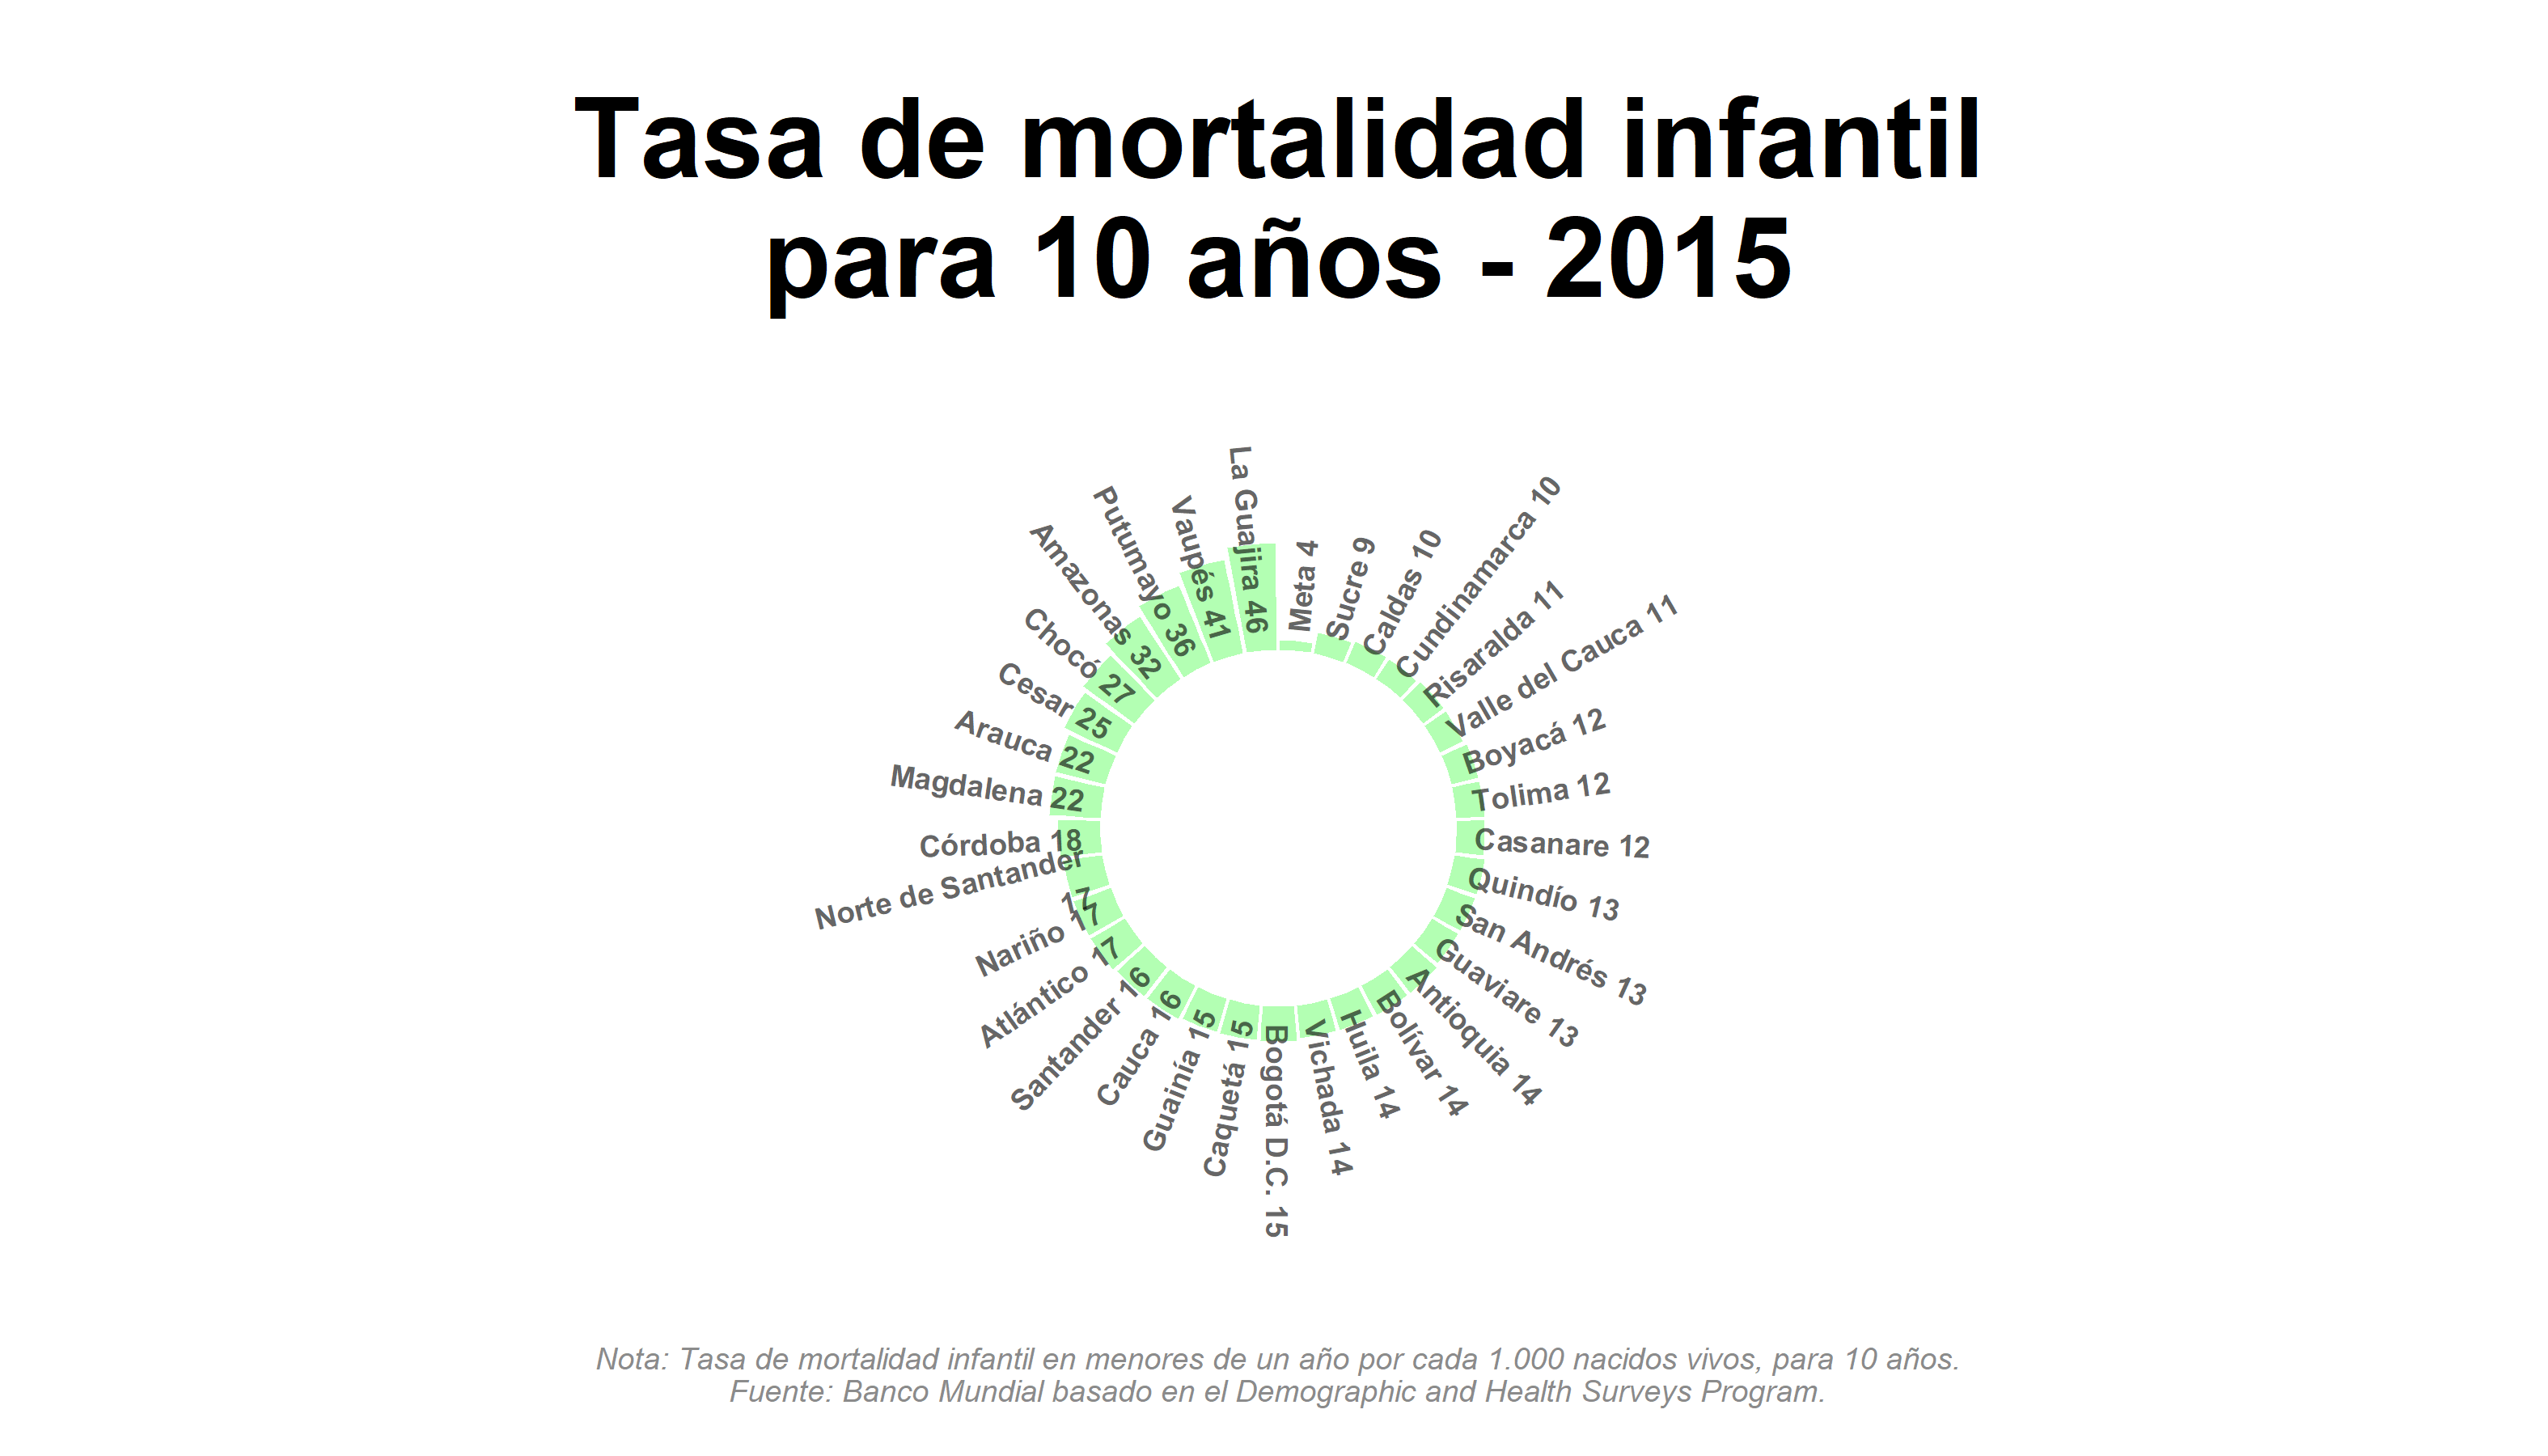 Tasa de mortalidad infantil
para 10 años - 2015
Meta 4
Sucre 9
Caldas 10
Cundinamarca 10
Risaralda 11
Valle del Cauca 11
Boyacá 12
Tolima 12
Casanare 12
Quindío 13
San Andrés 13
Guaviare 13
Antioquia 14
Bolívar 14
Huila 14
Vichada 14
Bogotá D.C. 15
Caquetá 15
Guainía 15
Cauca 16
Santander 16
Atlántico 17
Nariño 17
Norte de Santander
17
Córdoba 18
Magdalena 22
Arauca 22
Cesar 25
Chocó 27
Amazonas 32
Putumayo 36
Vaupés 41
La Guajira 46
Nota: Tasa de mortalidad infantil en menores de un año por cada 1.000 nacidos vivos, para 10 años.
Fuente: Banco Mundial basado en el Demographic and Health Surveys Program.